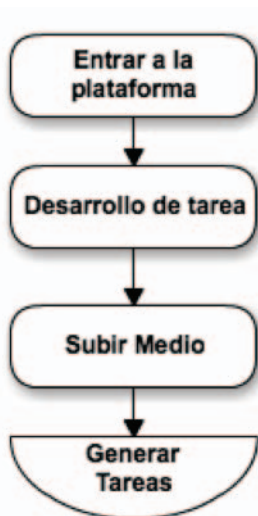 Entrar a la
plataforma
Desarrollo de tarea
Subir Medio
Generar
Tareas